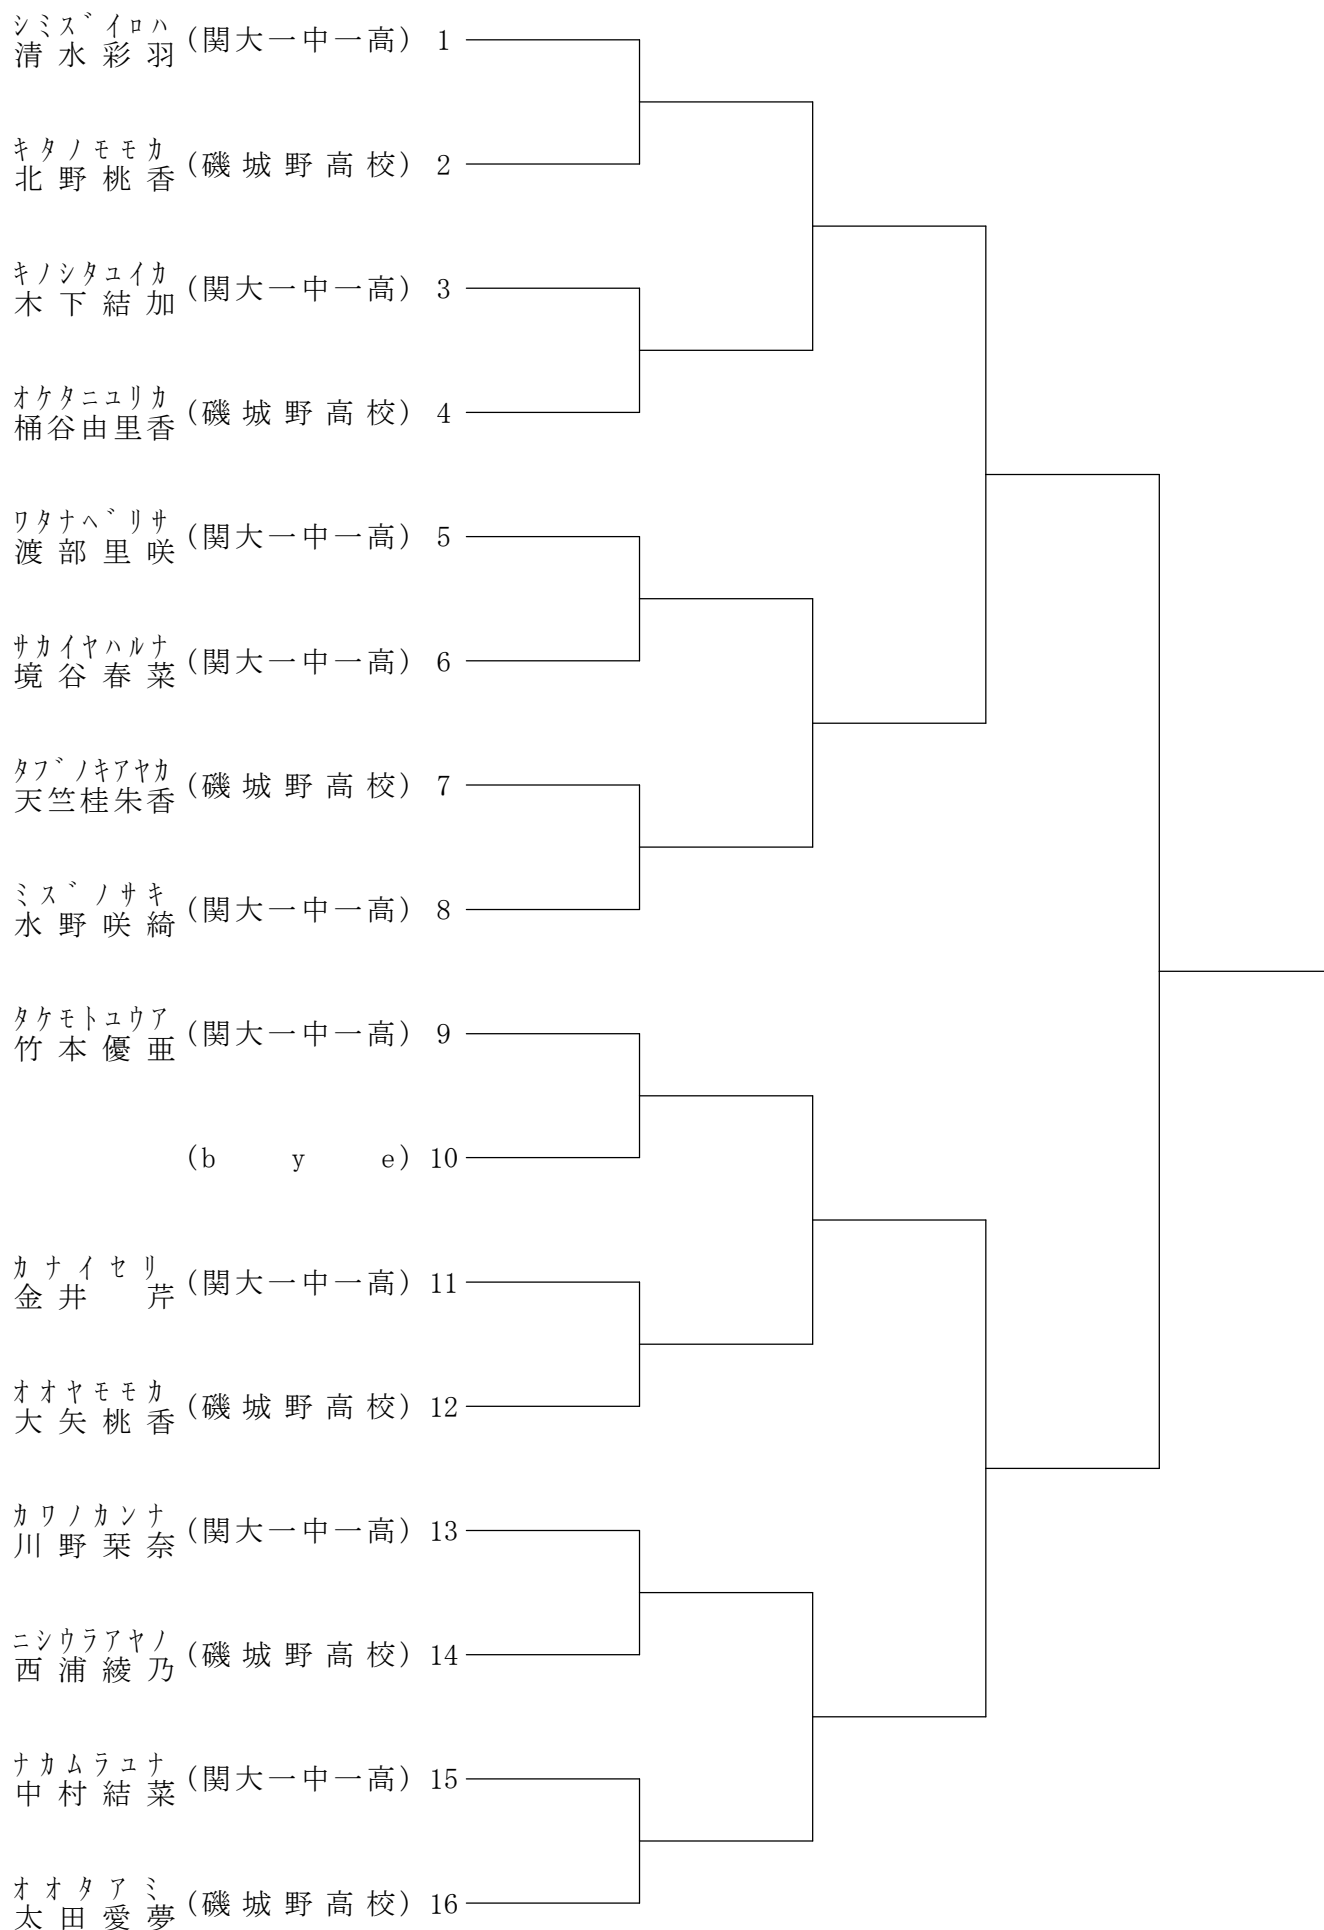 シミズイロハ
清水彩羽 (関大一中一高) 1
キタノモモカ
北野桃香 (磯城野高校) 2
キノシタユイカ
木下結加 (関大一中一高) 3
オケタニユリカ
桶谷由里香 (磯城野高校) 4
ワタナベリサ
渡部里咲 (関大一中一高) 5
サカイヤハルナ
境谷春菜 (関大一中一高) 6
タブノキアヤカ
天竺桂朱香 (磯城野高校) 7
ミズノサキ
水野咲綺 (関大一中一高) 8
タケモトユウア
竹本優亜 (関大一中一高) 9
(bye) 10
カナイセリ
金井 芹 (関大一中一高) 11
オオヤモモカ
大矢桃香 (磯城野高校) 12
カワノカンナ
川野栞奈 (関大一中一高) 13
ニシウラアヤノ
西浦綾乃 (磯城野高校) 14
ナカムラユナ
中村結菜 (関大一中一高) 15
オオタアミ
太田愛夢 (磯城野高校) 16